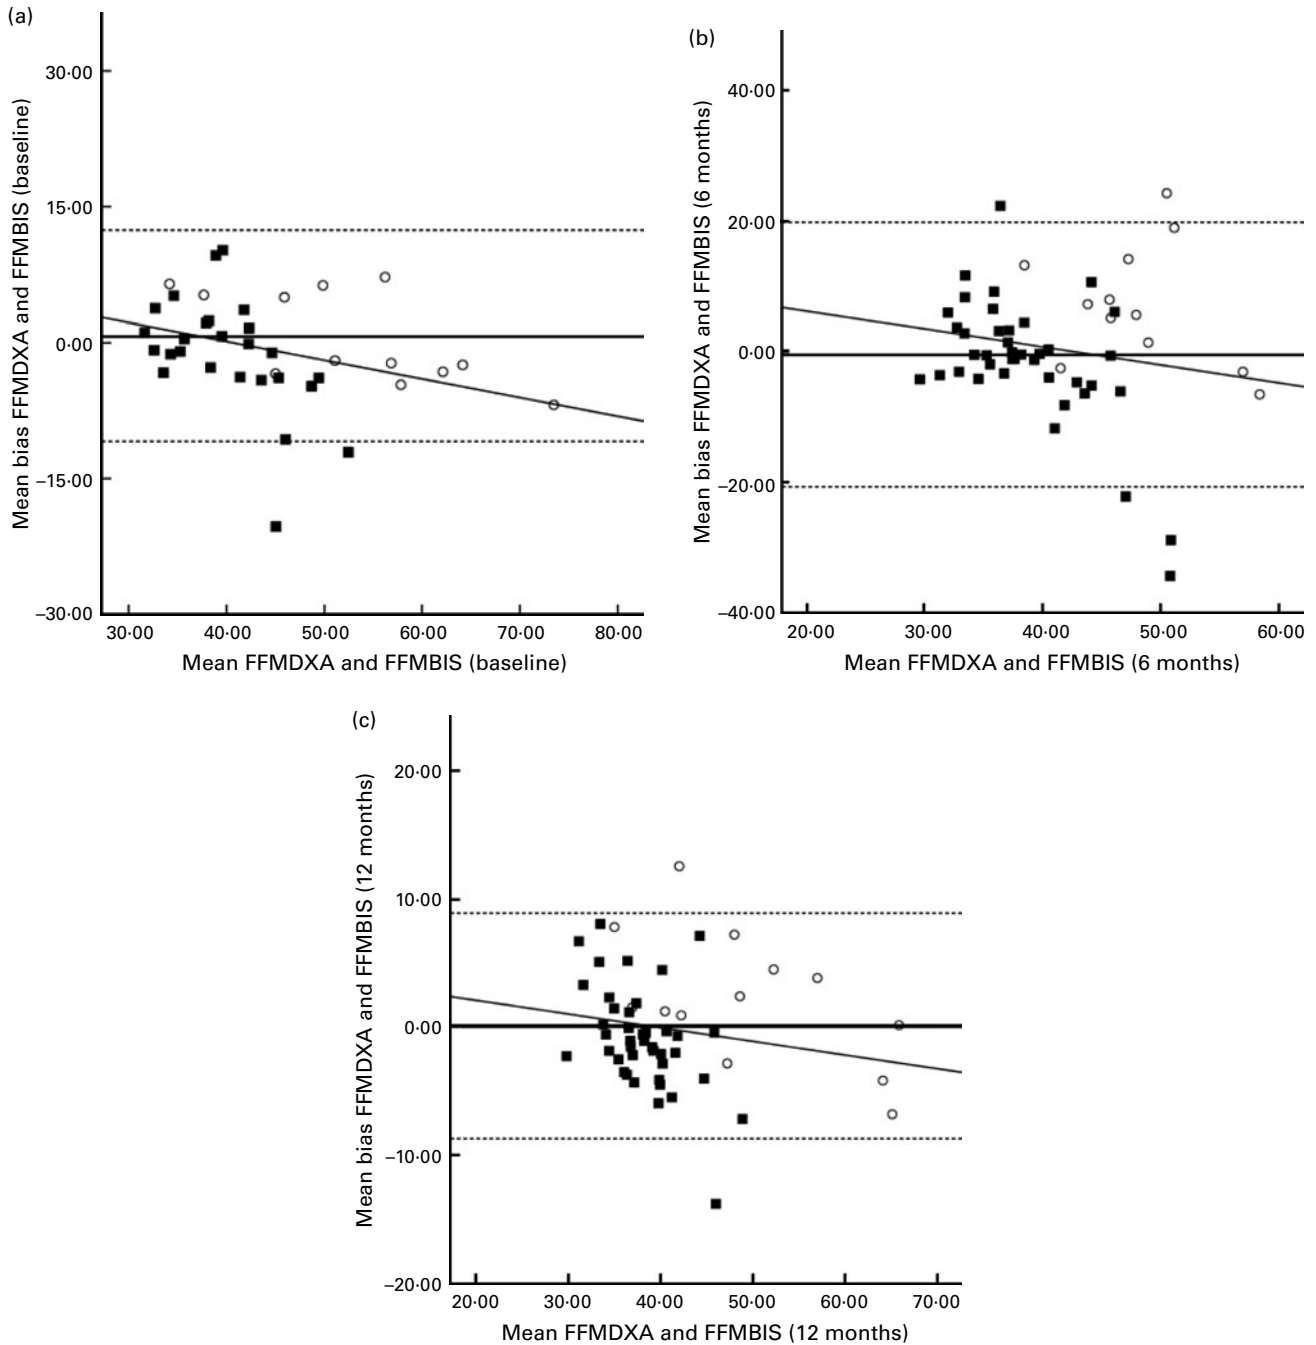 (a)
Mean bias FFMDXA and FFMBIS (baseline)
30·00
15·00
0·00
–15·00
–30·00
30·00 40·00 50·00 60·00 70·00 80·00
Mean FFMDXA and FFMBIS (baseline)
(b)
Mean bias FFMDXA and FFMBIS (6 months)
40·00
20·00
0·00
–20·00
–40·00
20·00 30·00 40·00 50·00 60·00
Mean FFMDXA and FFMBIS (6 months)
(c)
Mean bias FFMDXA and FFMBIS (12 months)
20·00
10·00
0·00
–10·00
–20·00
20·00 30·00 40·00 50·00 60·00 70·00
Mean FFMDXA and FFMBIS (12 months)